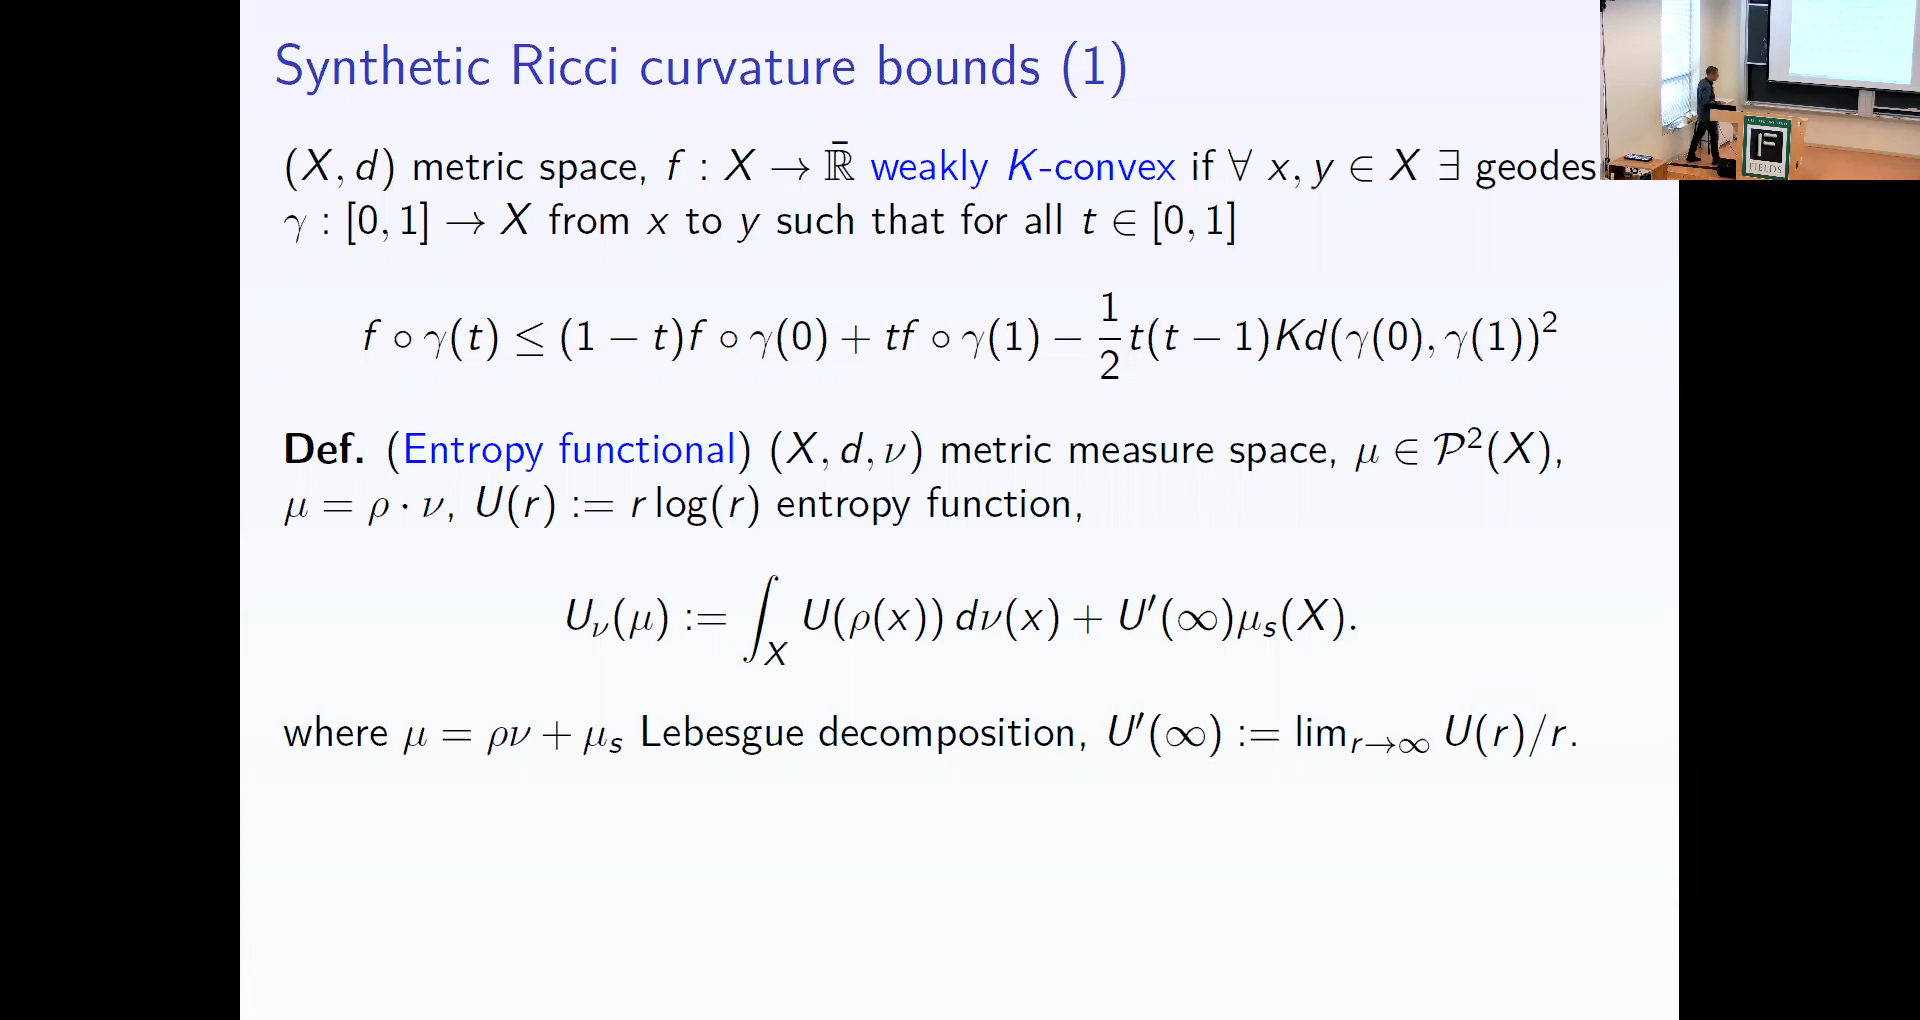 Synthetic Ricci curvature bounds (1)
(X, d) metric space, f : X → ℝ̄ weakly K-convex if ∀ x, y ∈ X ∃ geodes
γ : [0, 1] → X from x to y such that for all t ∈ [0, 1]
f ∘ γ(t) ≤ (1 − t)f ∘ γ(0) + tf ∘ γ(1) − 1/2 t(t − 1)Kd(γ(0), γ(1))²
Def. (Entropy functional) (X, d, ν) metric measure space, μ ∈ 𝒫²(X),
μ = ρ · ν, U(r) := r log(r) entropy function,
U_ν(μ) := ∫_X U(ρ(x)) dν(x) + U′(∞)μ_s(X).
where μ = ρν + μ_s Lebesgue decomposition, U′(∞) := lim_{r→∞} U(r)/r.
FIELDS